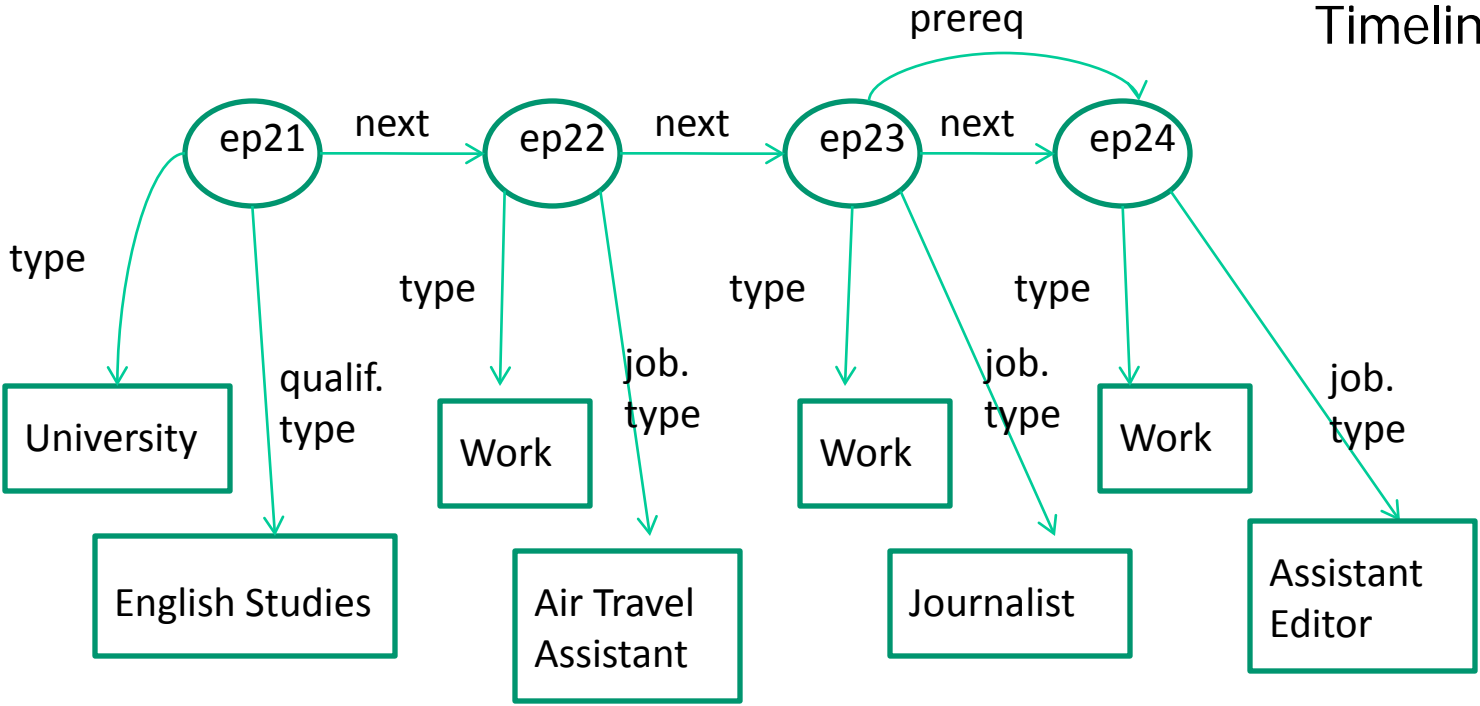 prereq
Timelin
ep21
next
ep22
next
ep23
next
ep24
type
type
type
type
qualif.
type
job.
type
job.
type
job.
type
University
Work
Work
Work
English Studies
Air Travel
Assistant
Journalist
Assistant
Editor